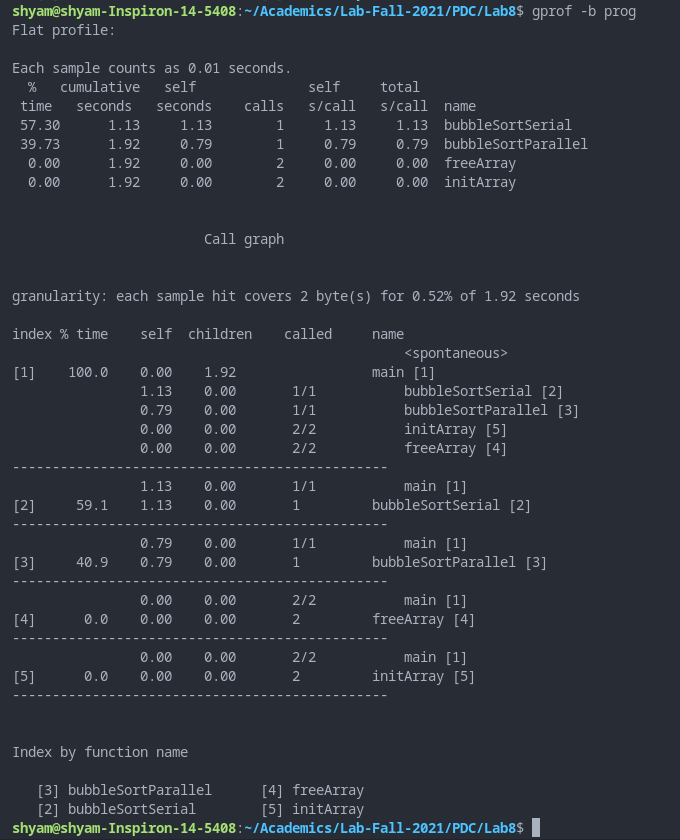 shyam@shyam-Inspiron-14-5408:~/Academics/Lab-Fall-2021/PDC/Lab8$ gprof -b prog
Flat profile:

Each sample counts as 0.01 seconds.
  %   cumulative   self              self     total
 time   seconds   seconds    calls   s/call   s/call  name
 57.30      1.13     1.13        1     1.13     1.13  bubbleSortSerial
 39.73      1.92     0.79        1     0.79     0.79  bubbleSortParallel
  0.00      1.92     0.00        2     0.00     0.00  freeArray
  0.00      1.92     0.00        2     0.00     0.00  initArray

                        Call graph

granularity: each sample hit covers 2 byte(s) for 0.52% of 1.92 seconds

index % time    self  children    called     name
                                                 <spontaneous>
[1]    100.0    0.00    1.92                 main [1]
                1.13    0.00       1/1           bubbleSortSerial [2]
                0.79    0.00       1/1           bubbleSortParallel [3]
                0.00    0.00       2/2           initArray [5]
                0.00    0.00       2/2           freeArray [4]
-----------------------------------------------
                1.13    0.00       1/1           main [1]
[2]     59.1    1.13    0.00       1         bubbleSortSerial [2]
-----------------------------------------------
                0.79    0.00       1/1           main [1]
[3]     40.9    0.79    0.00       1         bubbleSortParallel [3]
-----------------------------------------------
                0.00    0.00       2/2           main [1]
[4]      0.0    0.00    0.00       2         freeArray [4]
-----------------------------------------------
                0.00    0.00       2/2           main [1]
[5]      0.0    0.00    0.00       2         initArray [5]
-----------------------------------------------

Index by function name

   [3] bubbleSortParallel      [4] freeArray
   [2] bubbleSortSerial        [5] initArray
shyam@shyam-Inspiron-14-5408:~/Academics/Lab-Fall-2021/PDC/Lab8$